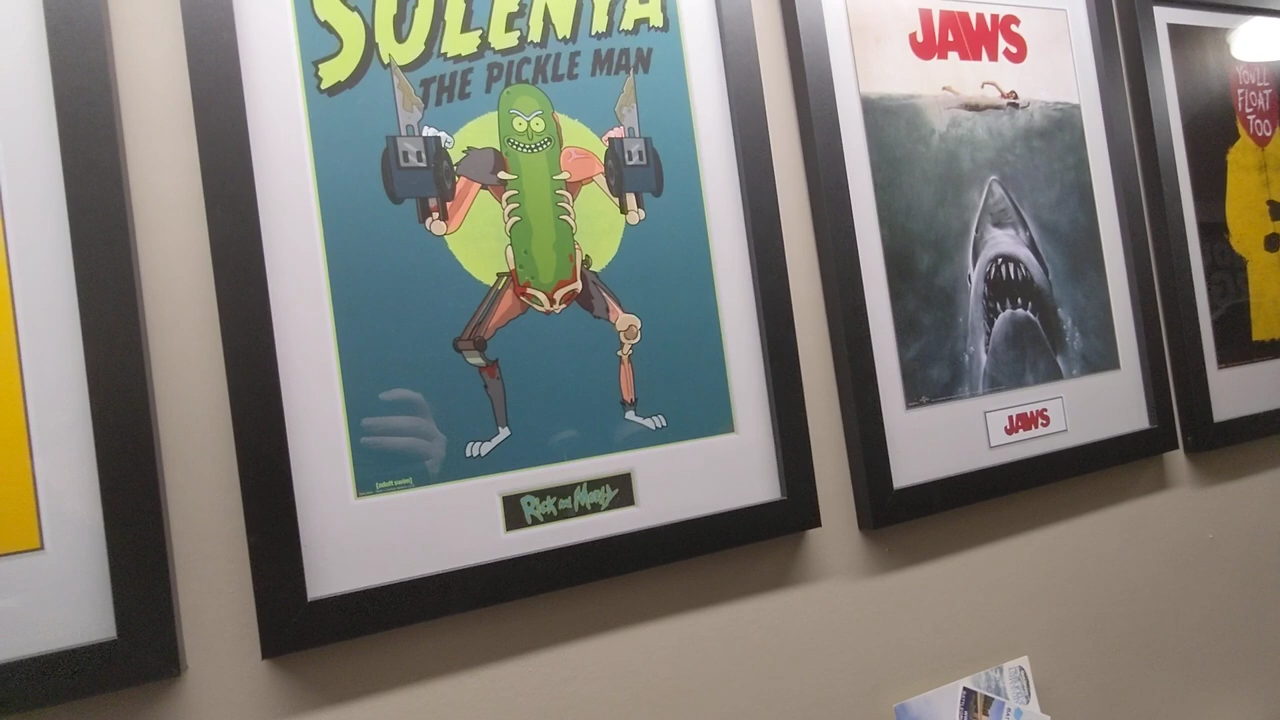 SOLENYA
THE PICKLE MAN
[adult swim]
Rick and Morty
JAWS
JAWS
YOU'LL
FLOAT
TOO